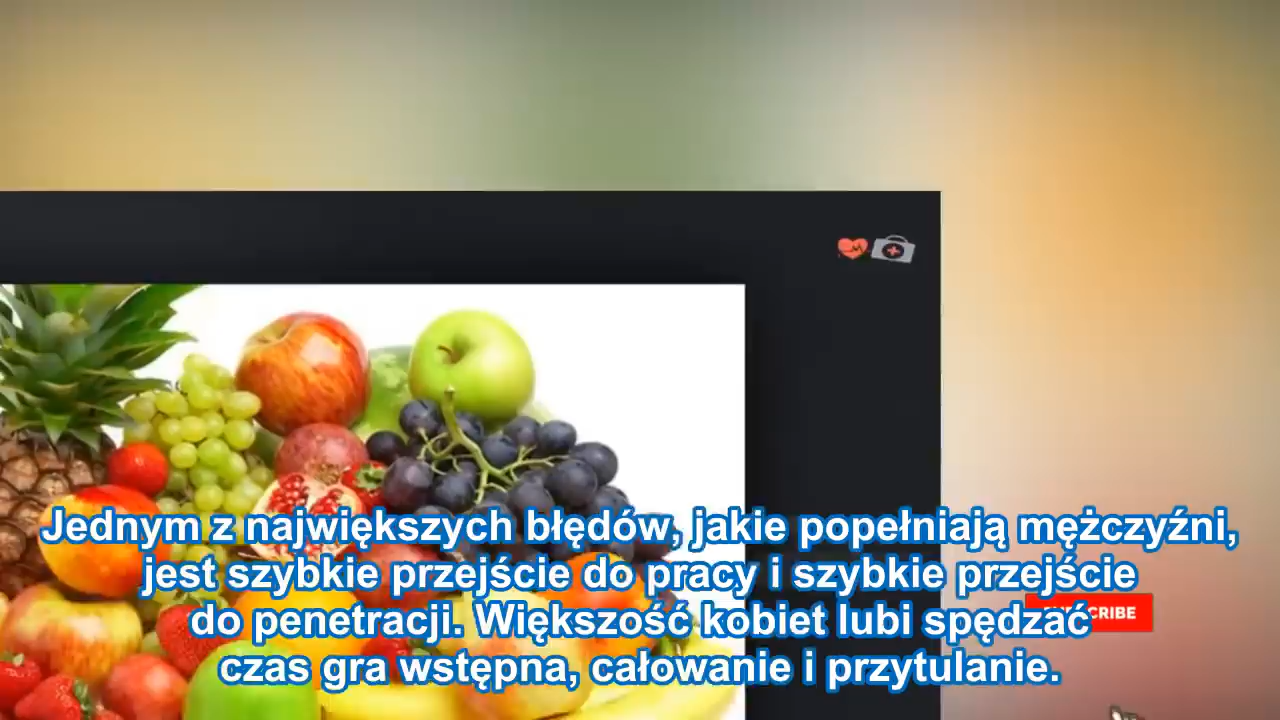 Jednym z największych błędów, jakie popełniają mężczyźni,
jest szybkie przejście do pracy i szybkie przejście
do penetracji. Większość kobiet lubi spędzać
czas gra wstępna, całowanie i przytulanie.